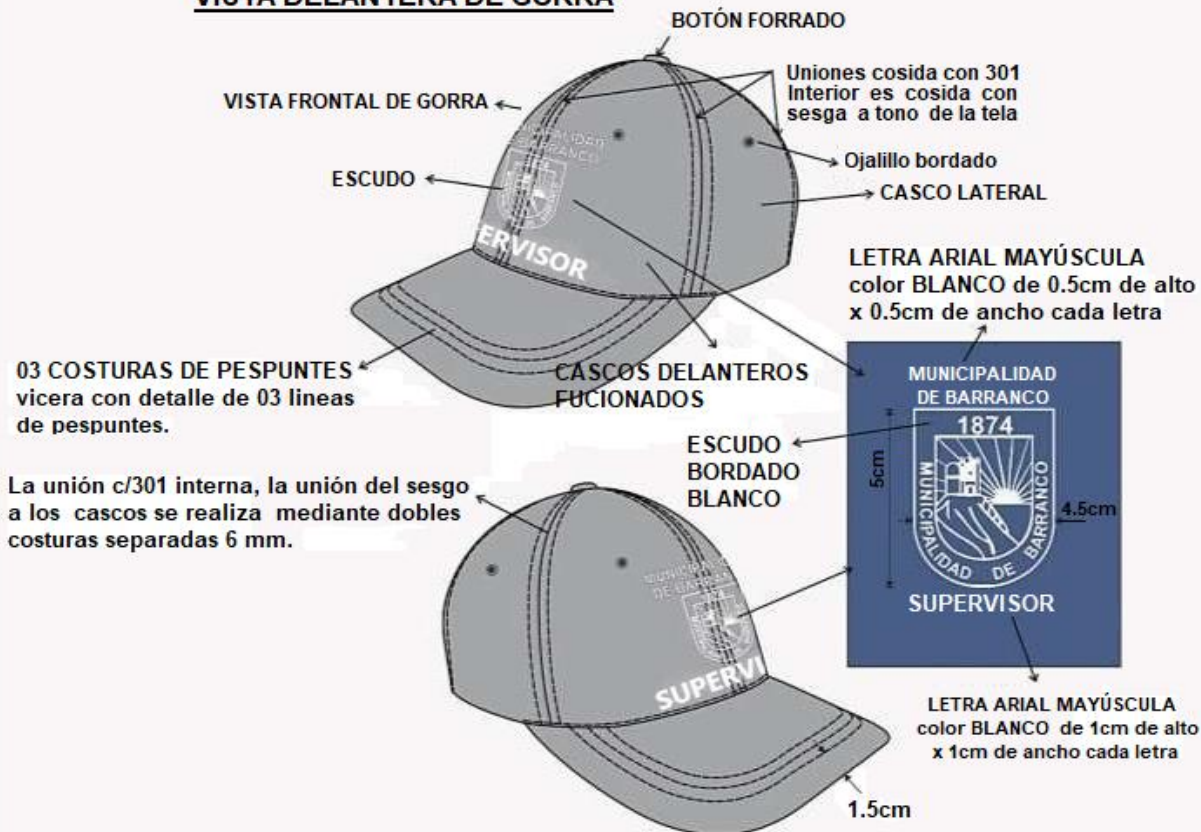 VISTA DELANTERA DE GORRA
BOTÓN FORRADO
VISTA FRONTAL DE GORRA
Uniones cosida con 301
Interior es cosida con
sesga a tono de la tela
Ojalillo bordado
ESCUDO
CASCO LATERAL
MUNICIPALIDAD
BARRANCO
1874
ERVISOR
LETRA ARIAL MAYÚSCULA
color BLANCO de 0.5cm de alto
x 0.5cm de ancho cada letra
03 COSTURAS DE PESPUNTES
vicera con detalle de 03 lineas
de pespuntes.
CASCOS DELANTEROS
FUCIONADOS
MUNICIPALIDAD
DE BARRANCO
1874
MUNICIPALIDAD DE BARRANCO
5cm
4.5cm
SUPERVISOR
ESCUDO
BORDADO
BLANCO
La unión c/301 interna, la unión del sesgo
a los cascos se realiza mediante dobles
costuras separadas 6 mm.
MUNICIPA
DE BARRAN
1874
SUPERVI
LETRA ARIAL MAYÚSCULA
color BLANCO de 1cm de alto
x 1cm de ancho cada letra
1.5cm